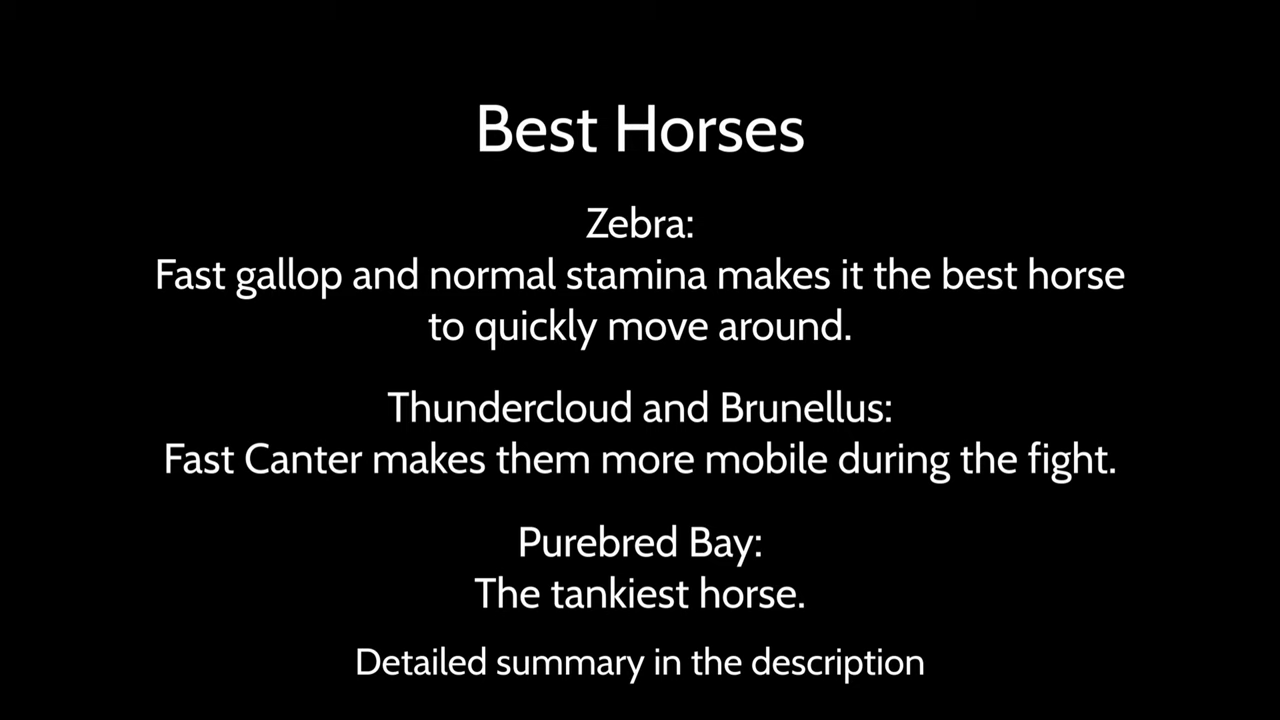 Best Horses
Zebra:
Fast gallop and normal stamina makes it the best horse
to quickly move around.
Thundercloud and Brunellus:
Fast Canter makes them more mobile during the fight.
Purebred Bay:
The tankiest horse.
Detailed summary in the description